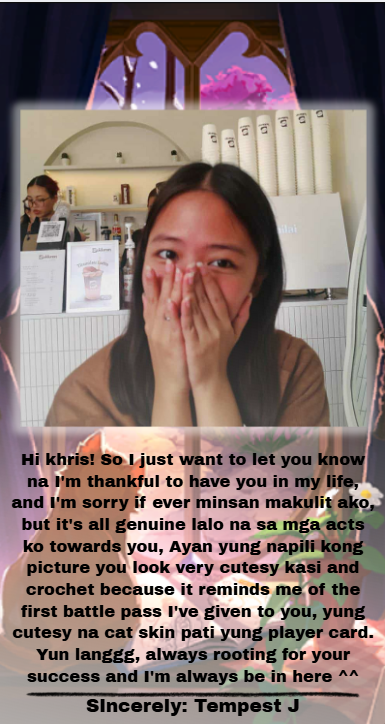 Hi khris! So I just want to let you know
na I'm thankful to have you in my life,
and I'm sorry if ever minsan makulit ako,
but it's all genuine lalo na sa mga acts
ko towards you, Ayan yung napili kong
picture you look very cutesy kasi and
crochet because it reminds me of the
first battle pass I've given to you, yung
cutesy na cat skin pati yung player card.
Yun langgg, always rooting for your
success and I'm always be in here ^^
Sincerely: Tempest J